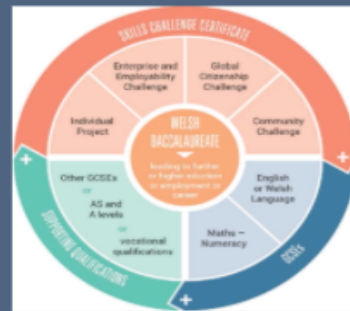 SKILLS CHALLENGE CERTIFICATE
Enterprise and
Employability
Challenge
Global
Citizenship
Challenge
Individual
Project
Community
Challenge
WELSH
BACCALAUREATE
leading to further
or higher education
or employment or
career
Other GCSEs
or
AS and
A levels
or
vocational
qualifications
English
or Welsh
Language
Maths –
Numeracy
SUPPORTING QUALIFICATIONS
GCSEs
+
+
+